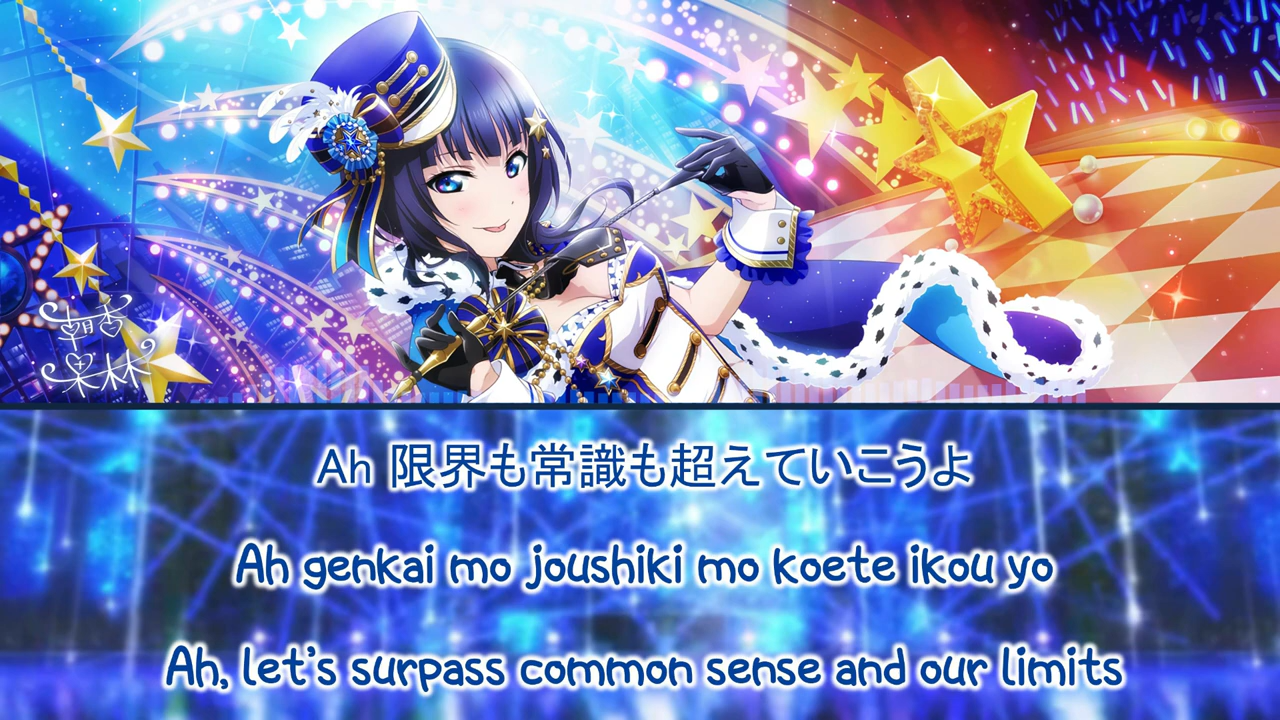 朝香
果林
Ah 限界も常識も超えていこうよ
Ah genkai mo joushiki mo koete ikou yo
Ah, let's surpass common sense and our limits